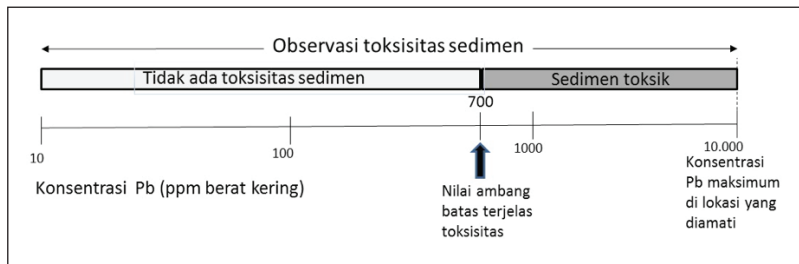 Observasi toksisitas sedimen
Tidak ada toksisitas sedimen
Sedimen toksik
700
10
100
1000
10.000
Konsentrasi Pb (ppm berat kering)
Nilai ambang
batas terjelas
toksisitas
Konsentrasi
Pb maksimum
di lokasi yang
diamati